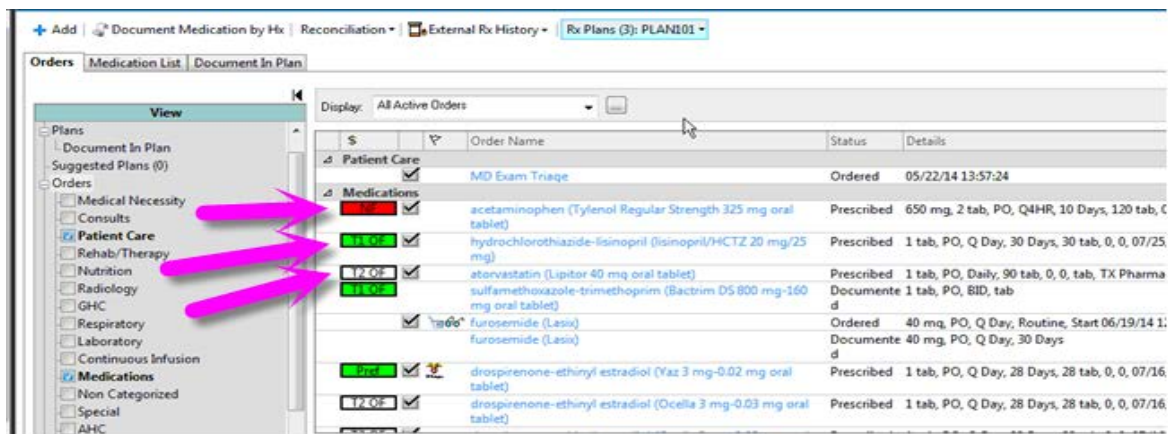 Add Document Medication by Hx Reconciliation External Rx History Rx Plans (3): PLAN101
Orders Medication List Document In Plan
View
Display: All Active Orders ...
Plans
Document In Plan
Suggested Plans (0)
Orders
Medical Necessity
Consults
Patient Care
Rehab/Therapy
Nutrition
Radiology
GHC
Respiratory
Laboratory
Continuous Infusion
Medications
Non Categorized
Special
AHC
$ Order Name Status Details
Patient Care
MD Exam Triage Ordered 05/22/14 13:57:24
Medications
NF acetaminophen (Tylenol Regular Strength 325 mg oral Prescribed 650 mg, 2 tab, PO, Q4HR, 10 Days, 120 tab,
tablet)
T1 OF hydrochlorothiazide-lisinopril (lisinopril/HCTZ 20 mg/25 Prescribed 1 tab, PO, Q Day, 30 Days, 30 tab, 0, 0, 07/25
mg)
T2 OF atorvastatin (Lipitor 40 mg oral tablet) Prescribed 1 tab, PO, Daily, 90 tab, 0, 0, tab, TX Pharma
T1 OF sulfamethoxazole-trimethoprim (Bactrim DS 800 mg-160 Documente 1 tab, PO, BID, tab
mg oral tablet) d
furosemide (Lasix) Ordered 40 mg, PO, Q Day, Routine, Start 06/19/14 1
furosemide (Lasix) Documente 40 mg, PO, Q Day, 30 Days
d
Pref drospirenone-ethinyl estradiol (Yaz 3 mg-0.02 mg oral Prescribed 1 tab, PO, Q Day, 28 Days, 28 tab, 0, 0, 07/16
tablet)
T2 OF drospirenone-ethinyl estradiol (Ocella 3 mg-0.03 mg oral Prescribed 1 tab, PO, Q Day, 28 Days, 28 tab, 0, 0, 07/16
tablet)